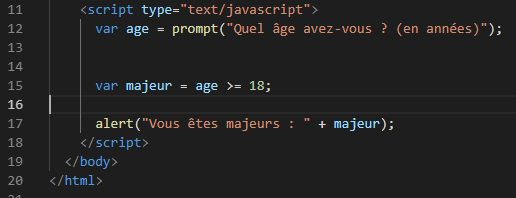 11 <script type="text/javascript">
12 var age = prompt("Quel âge avez-vous ? (en années)");
13
14
15 var majeur = age >= 18;
16
17 alert("Vous êtes majeurs : " + majeur);
18 </script>
19 </body>
20 </html>